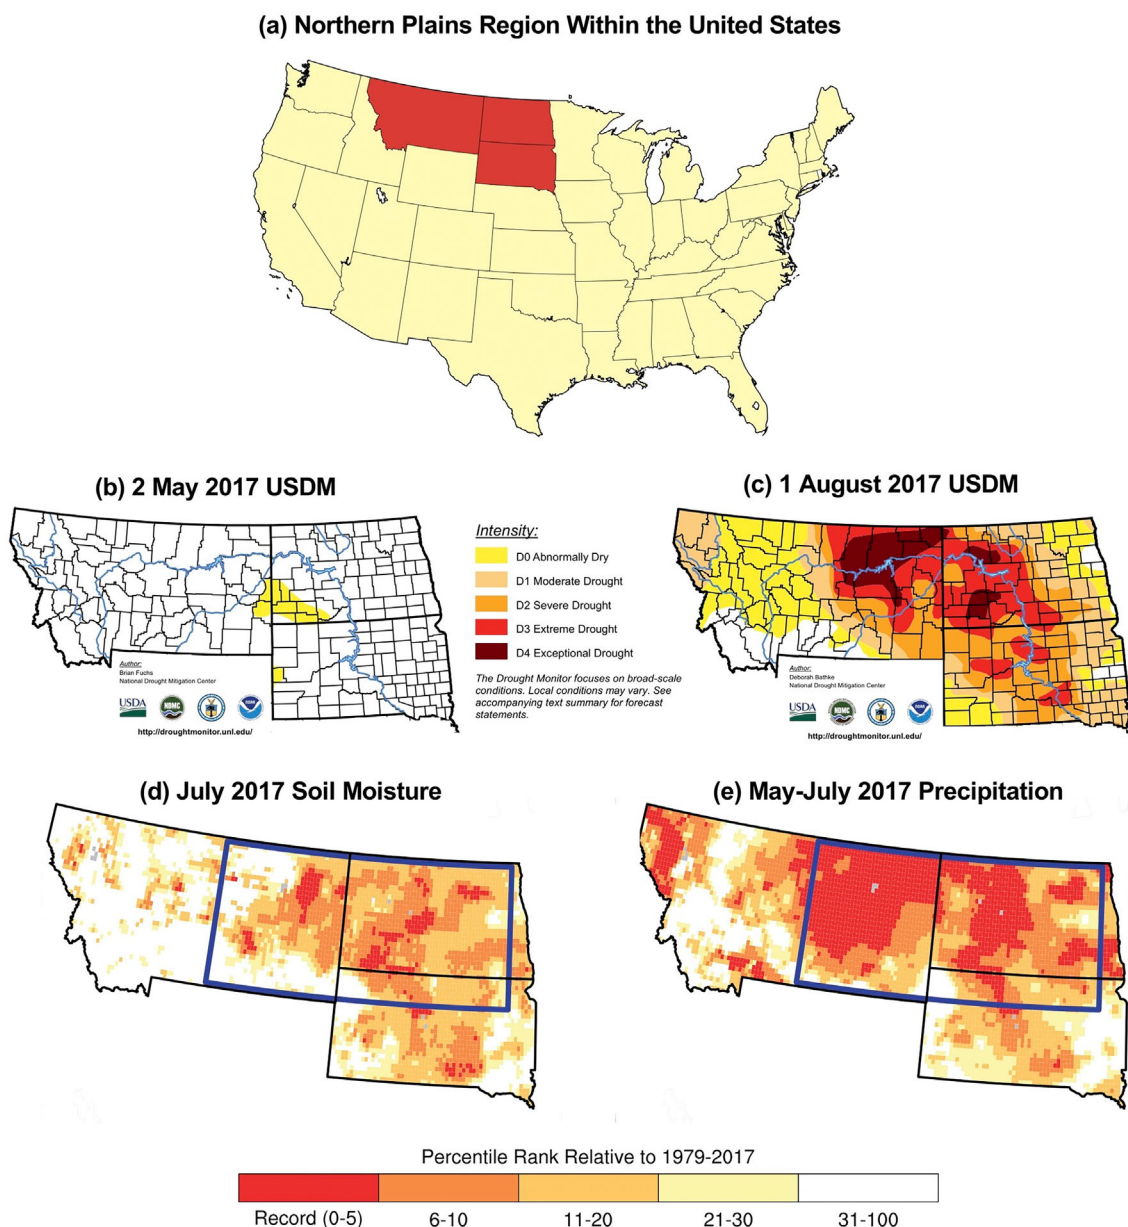 (a) Northern Plains Region Within the United States
(b) 2 May 2017 USDM
(c) 1 August 2017 USDM
Intensity:
D0 Abnormally Dry
D1 Moderate Drought
D2 Severe Drought
D3 Extreme Drought
D4 Exceptional Drought
The Drought Monitor focuses on broad-scale
conditions. Local conditions may vary. See
accompanying text summary for forecast
statements.
Author:
Brian Fuchs
National Drought Mitigation Center
USDA
NDMC
http://droughtmonitor.unl.edu/
Author:
Deborah Bathke
National Drought Mitigation Center
USDA
NDMC
http://droughtmonitor.unl.edu/
(d) July 2017 Soil Moisture
(e) May-July 2017 Precipitation
Percentile Rank Relative to 1979-2017
Record (0-5)
6-10
11-20
21-30
31-100